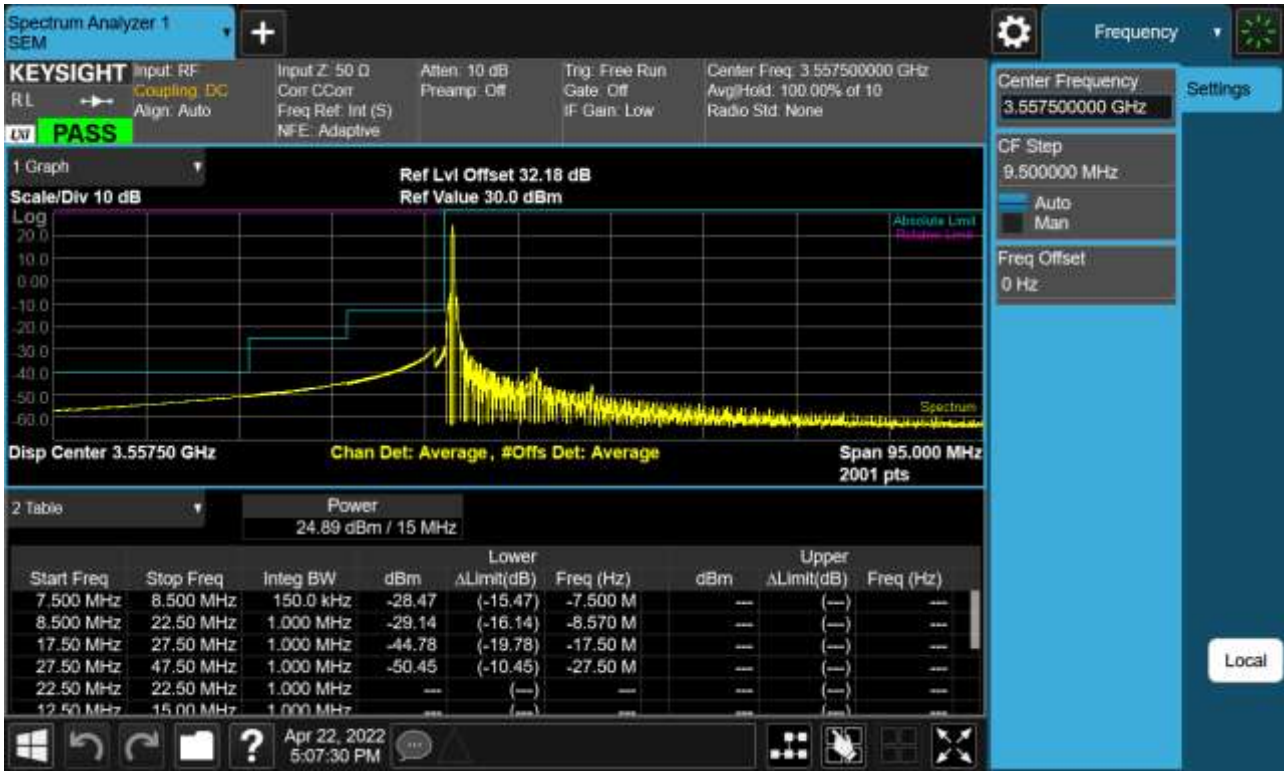 Spectrum Analyzer 1
SEM
Frequency
KEYSIGHT
RL
LXI
PASS
Input: RF
Coupling: DC
Align: Auto
Input Z: 50 Ω
Corr CCorr
Freq Ref: Int (S)
NFE: Adaptive
Atten: 10 dB
Preamp: Off
Trig: Free Run
Gate: Off
IF Gain: Low
Center Freq: 3.557500000 GHz
Avg|Hold: 100.00% of 10
Radio Std: None
Center Frequency
3.557500000 GHz
Settings
CF Step
9.500000 MHz
Auto
Man
Freq Offset
0 Hz
1 Graph
Scale/Div 10 dB
Ref Lvl Offset 32.18 dB
Ref Value 30.0 dBm
Log
20.0
10.0
0.00
-10.0
-20.0
-30.0
-40.0
-50.0
-60.0
Absolute Limit
Relative Limit
Spectrum
Disp Center 3.55750 GHz
Chan Det: Average, #Offs Det: Average
Span 95.000 MHz
2001 pts
2 Table
Power
24.89 dBm / 15 MHz
Lower Upper
Start Freq Stop Freq Integ BW dBm ΔLimit(dB) Freq (Hz) dBm ΔLimit(dB) Freq (Hz)
7.500 MHz 8.500 MHz 150.0 kHz -28.47 (-15.47) -7.500 M --- (---) ---
8.500 MHz 22.50 MHz 1.000 MHz -29.14 (-16.14) -8.570 M --- (---) ---
17.50 MHz 27.50 MHz 1.000 MHz -44.78 (-19.78) -17.50 M --- (---) ---
27.50 MHz 47.50 MHz 1.000 MHz -50.45 (-10.45) -27.50 M --- (---) ---
22.50 MHz 22.50 MHz 1.000 MHz --- (---) --- --- (---) ---
12.50 MHz 15.00 MHz 1.000 MHz --- (---) --- --- (---) ---
Local
?
Apr 22, 2022
5:07:30 PM